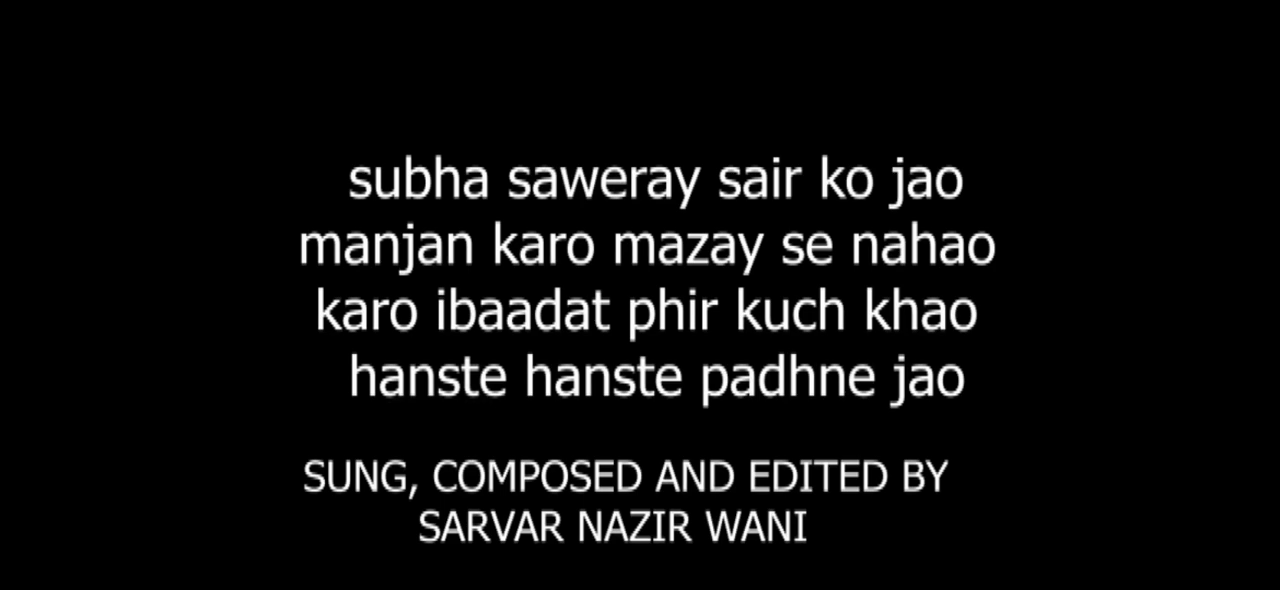 subha saweray sair ko jao
manjan karo mazay se nahao
karo ibaadat phir kuch khao
hanste hanste padhne jao
SUNG, COMPOSED AND EDITED BY
SARVAR NAZIR WANI